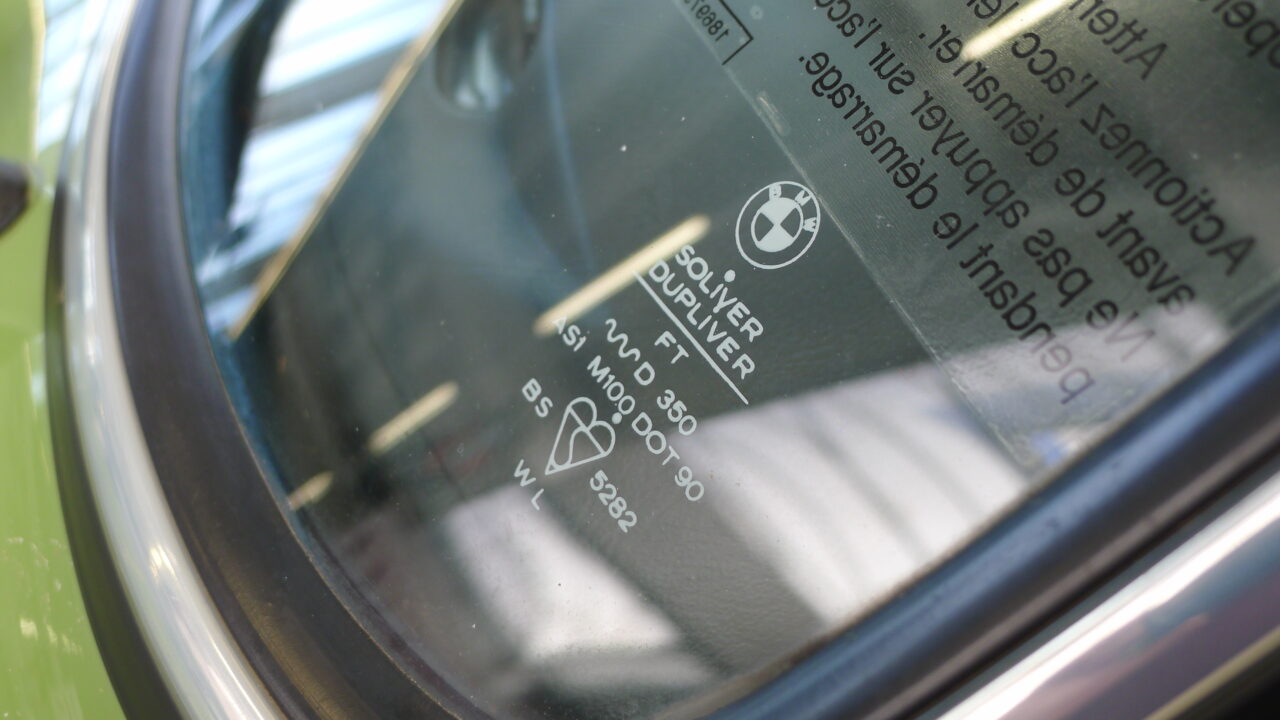 BMW
SOLIVER
DUPLIVER
FT
D 350
AS1 M100 DOT 90
BS 5282
W L
Actionnez l'acc
avant de démarrer.
Ne pas appuyer sur l'acc
pendant le démarrage.